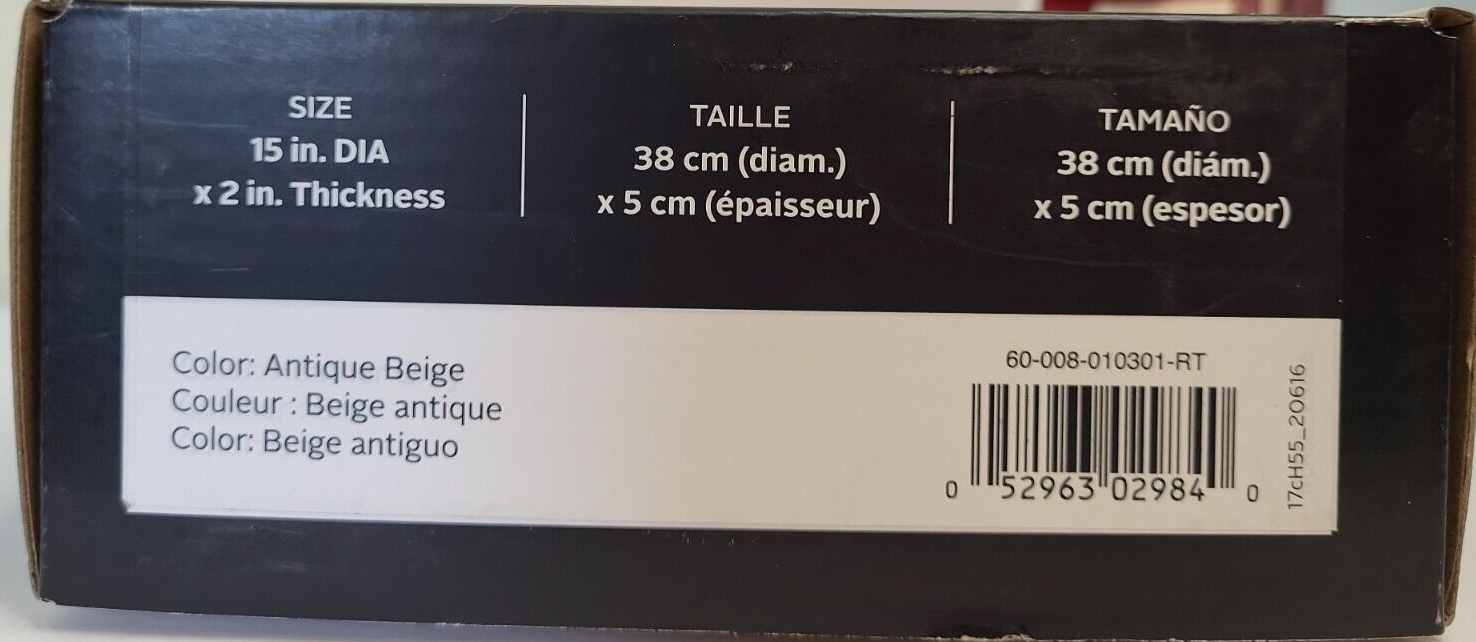 SIZE
15 in. DIA
x 2 in. Thickness
TAILLE
38 cm (diam.)
x 5 cm (épaisseur)
TAMAÑO
38 cm (diám.)
x 5 cm (espesor)
Color: Antique Beige
Couleur : Beige antique
Color: Beige antiguo
60-008-010301-RT
0 52963 02984 0
17cH55_20616